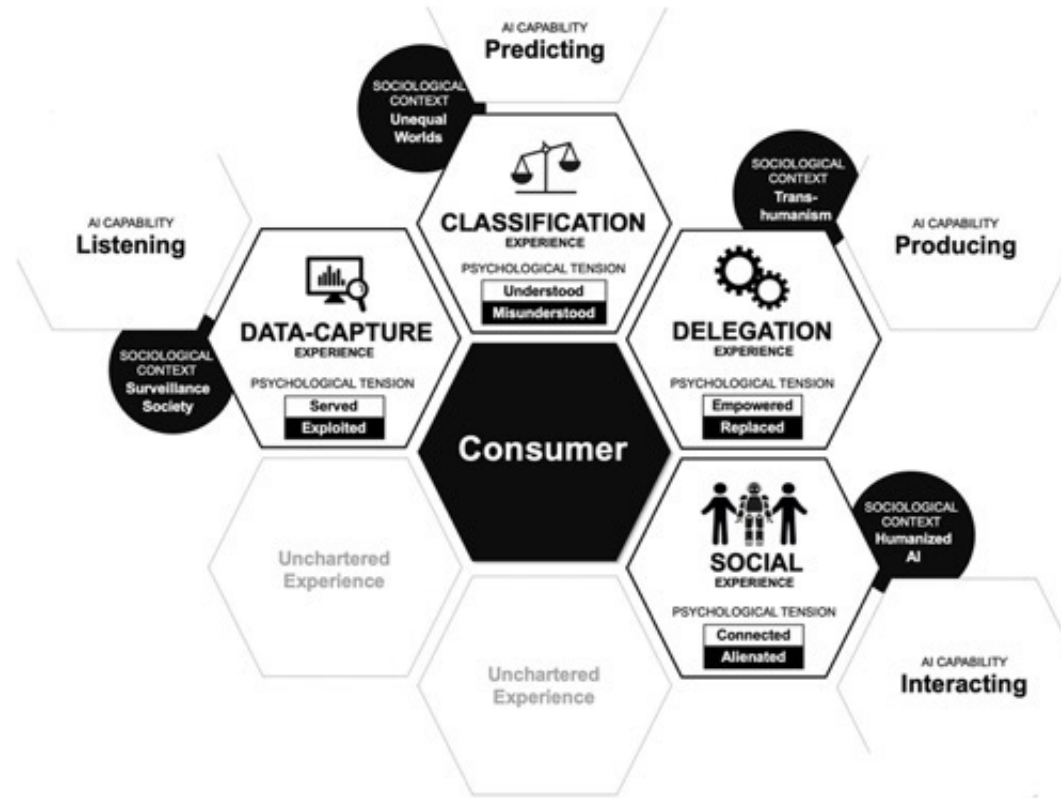 AI CAPABILITY
Predicting
SOCIOLOGICAL
CONTEXT
Unequal
Worlds
CLASSIFICATION
EXPERIENCE
PSYCHOLOGICAL TENSION
Understood
Misunderstood
AI CAPABILITY
Listening
SOCIOLOGICAL
CONTEXT
Surveillance
Society
DATA-CAPTURE
EXPERIENCE
PSYCHOLOGICAL TENSION
Served
Exploited
SOCIOLOGICAL
CONTEXT
Trans-
humanism
AI CAPABILITY
Producing
DELEGATION
EXPERIENCE
PSYCHOLOGICAL TENSION
Empowered
Replaced
Consumer
SOCIOLOGICAL
CONTEXT
Humanized
AI
SOCIAL
EXPERIENCE
PSYCHOLOGICAL TENSION
Connected
Alienated
AI CAPABILITY
Interacting
Unchartered
Experience
Unchartered
Experience